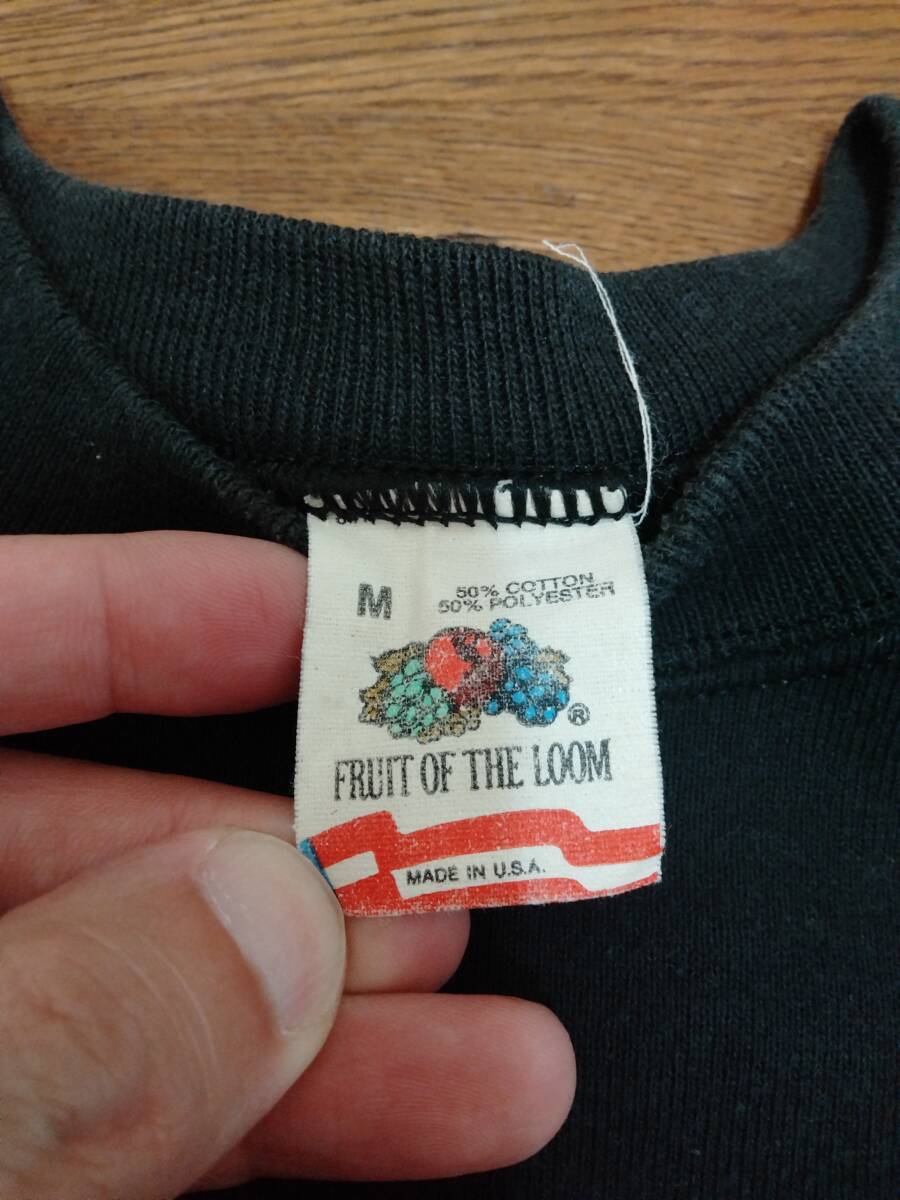 M
50% COTTON
50% POLYESTER
®
FRUIT OF THE LOOM
MADE IN U.S.A.